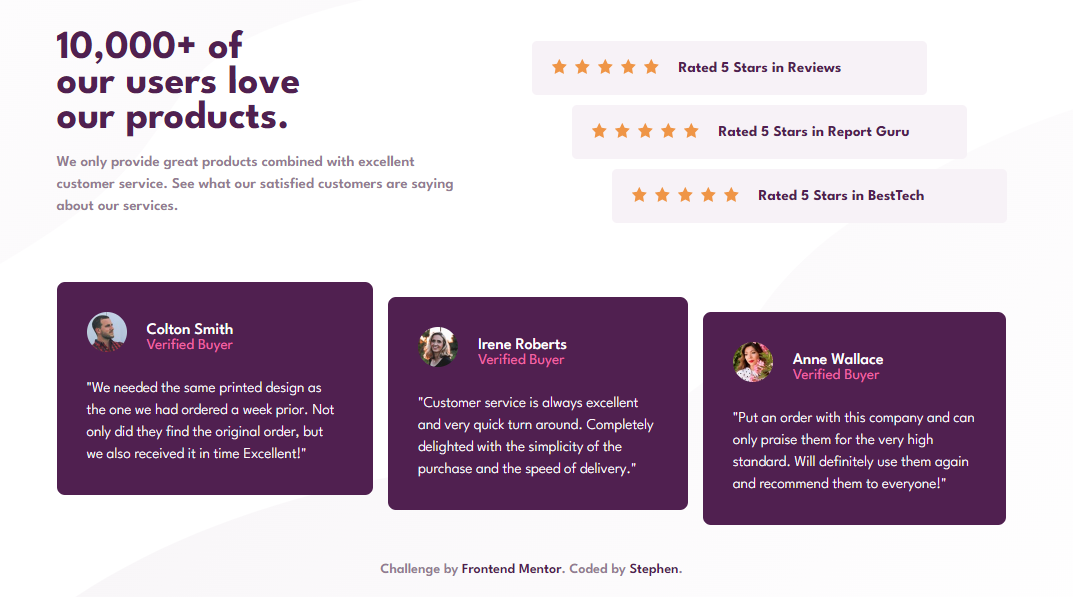 10,000+ of
our users love
our products.
We only provide great products combined with excellent
customer service. See what our satisfied customers are saying
about our services.
Rated 5 Stars in Reviews
Rated 5 Stars in Report Guru
Rated 5 Stars in BestTech
Colton Smith
Verified Buyer
"We needed the same printed design as
the one we had ordered a week prior. Not
only did they find the original order, but
we also received it in time Excellent!"
Irene Roberts
Verified Buyer
"Customer service is always excellent
and very quick turn around. Completely
delighted with the simplicity of the
purchase and the speed of delivery."
Anne Wallace
Verified Buyer
"Put an order with this company and can
only praise them for the very high
standard. Will definitely use them again
and recommend them to everyone!"
Challenge by Frontend Mentor. Coded by Stephen.